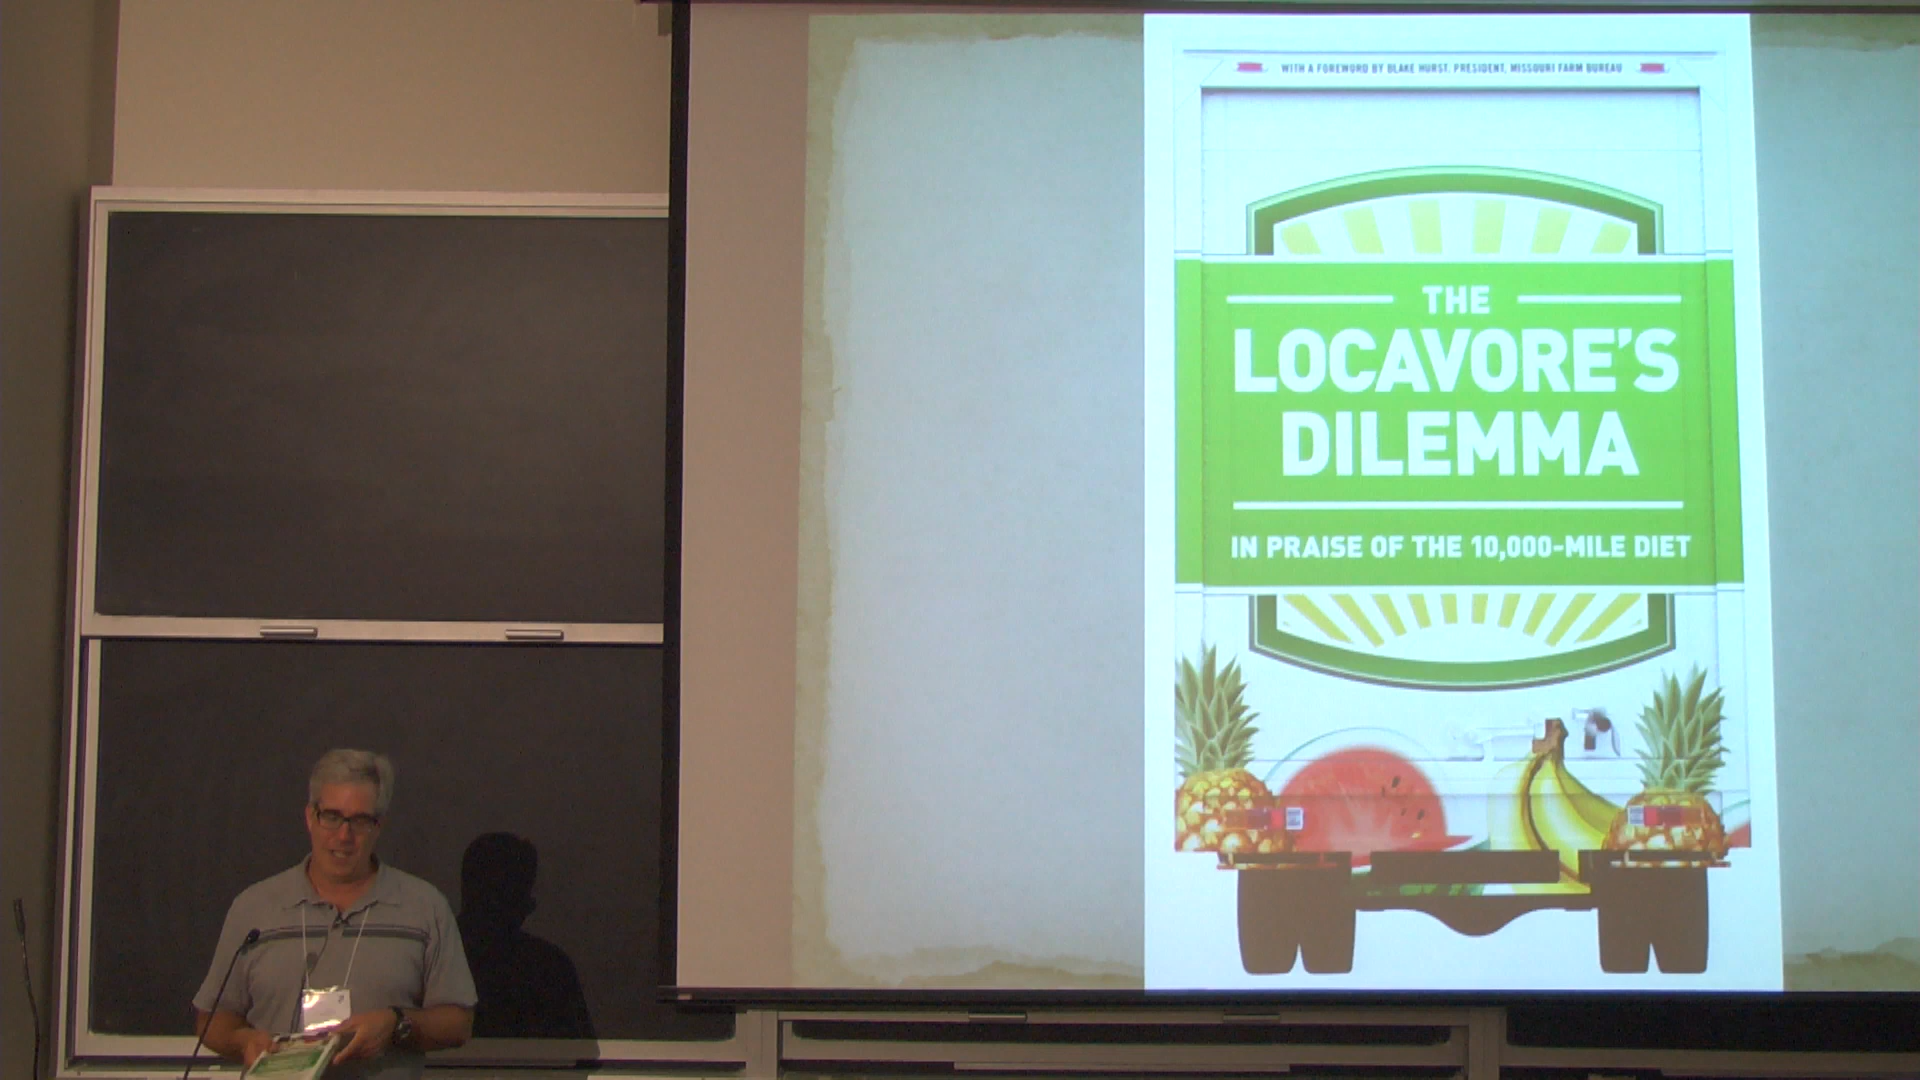 WITH A FOREWORD BY BLAKE HURST, PRESIDENT, MISSOURI FARM BUREAU
THE
LOCAVORE'S
DILEMMA
IN PRAISE OF THE 10,000-MILE DIET